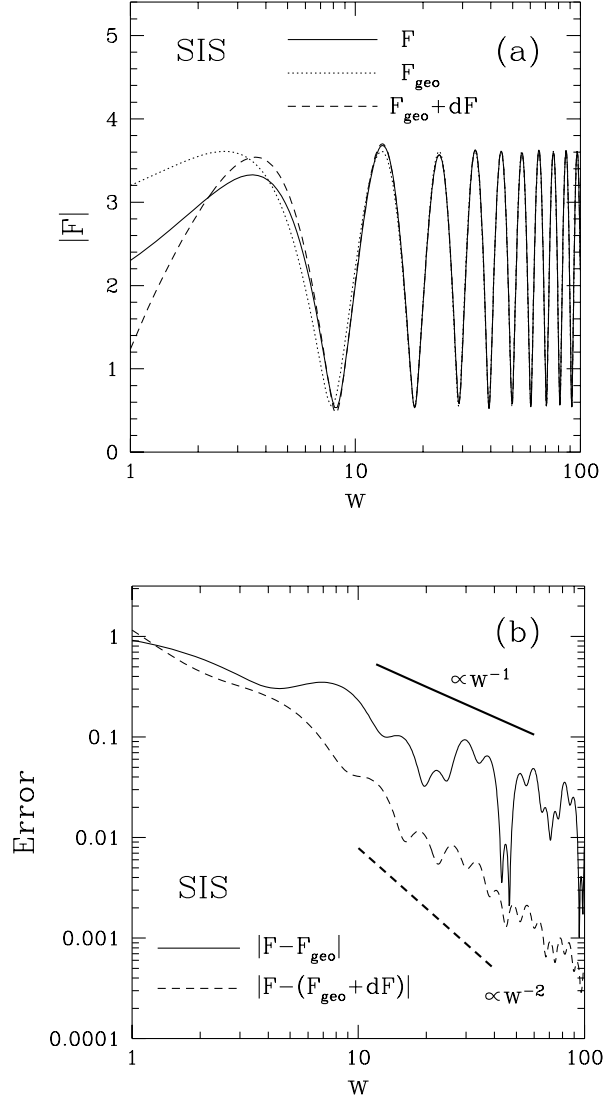 5
4
3
2
1
0
|F|
SIS
(a)
F
F_geo
F_geo+dF
1
10
100
w
1
0.1
0.01
0.001
0.0001
Error
(b)
∝w⁻¹
SIS
|F−F_geo|
|F−(F_geo+dF)|
∝w⁻²
1
10
100
w